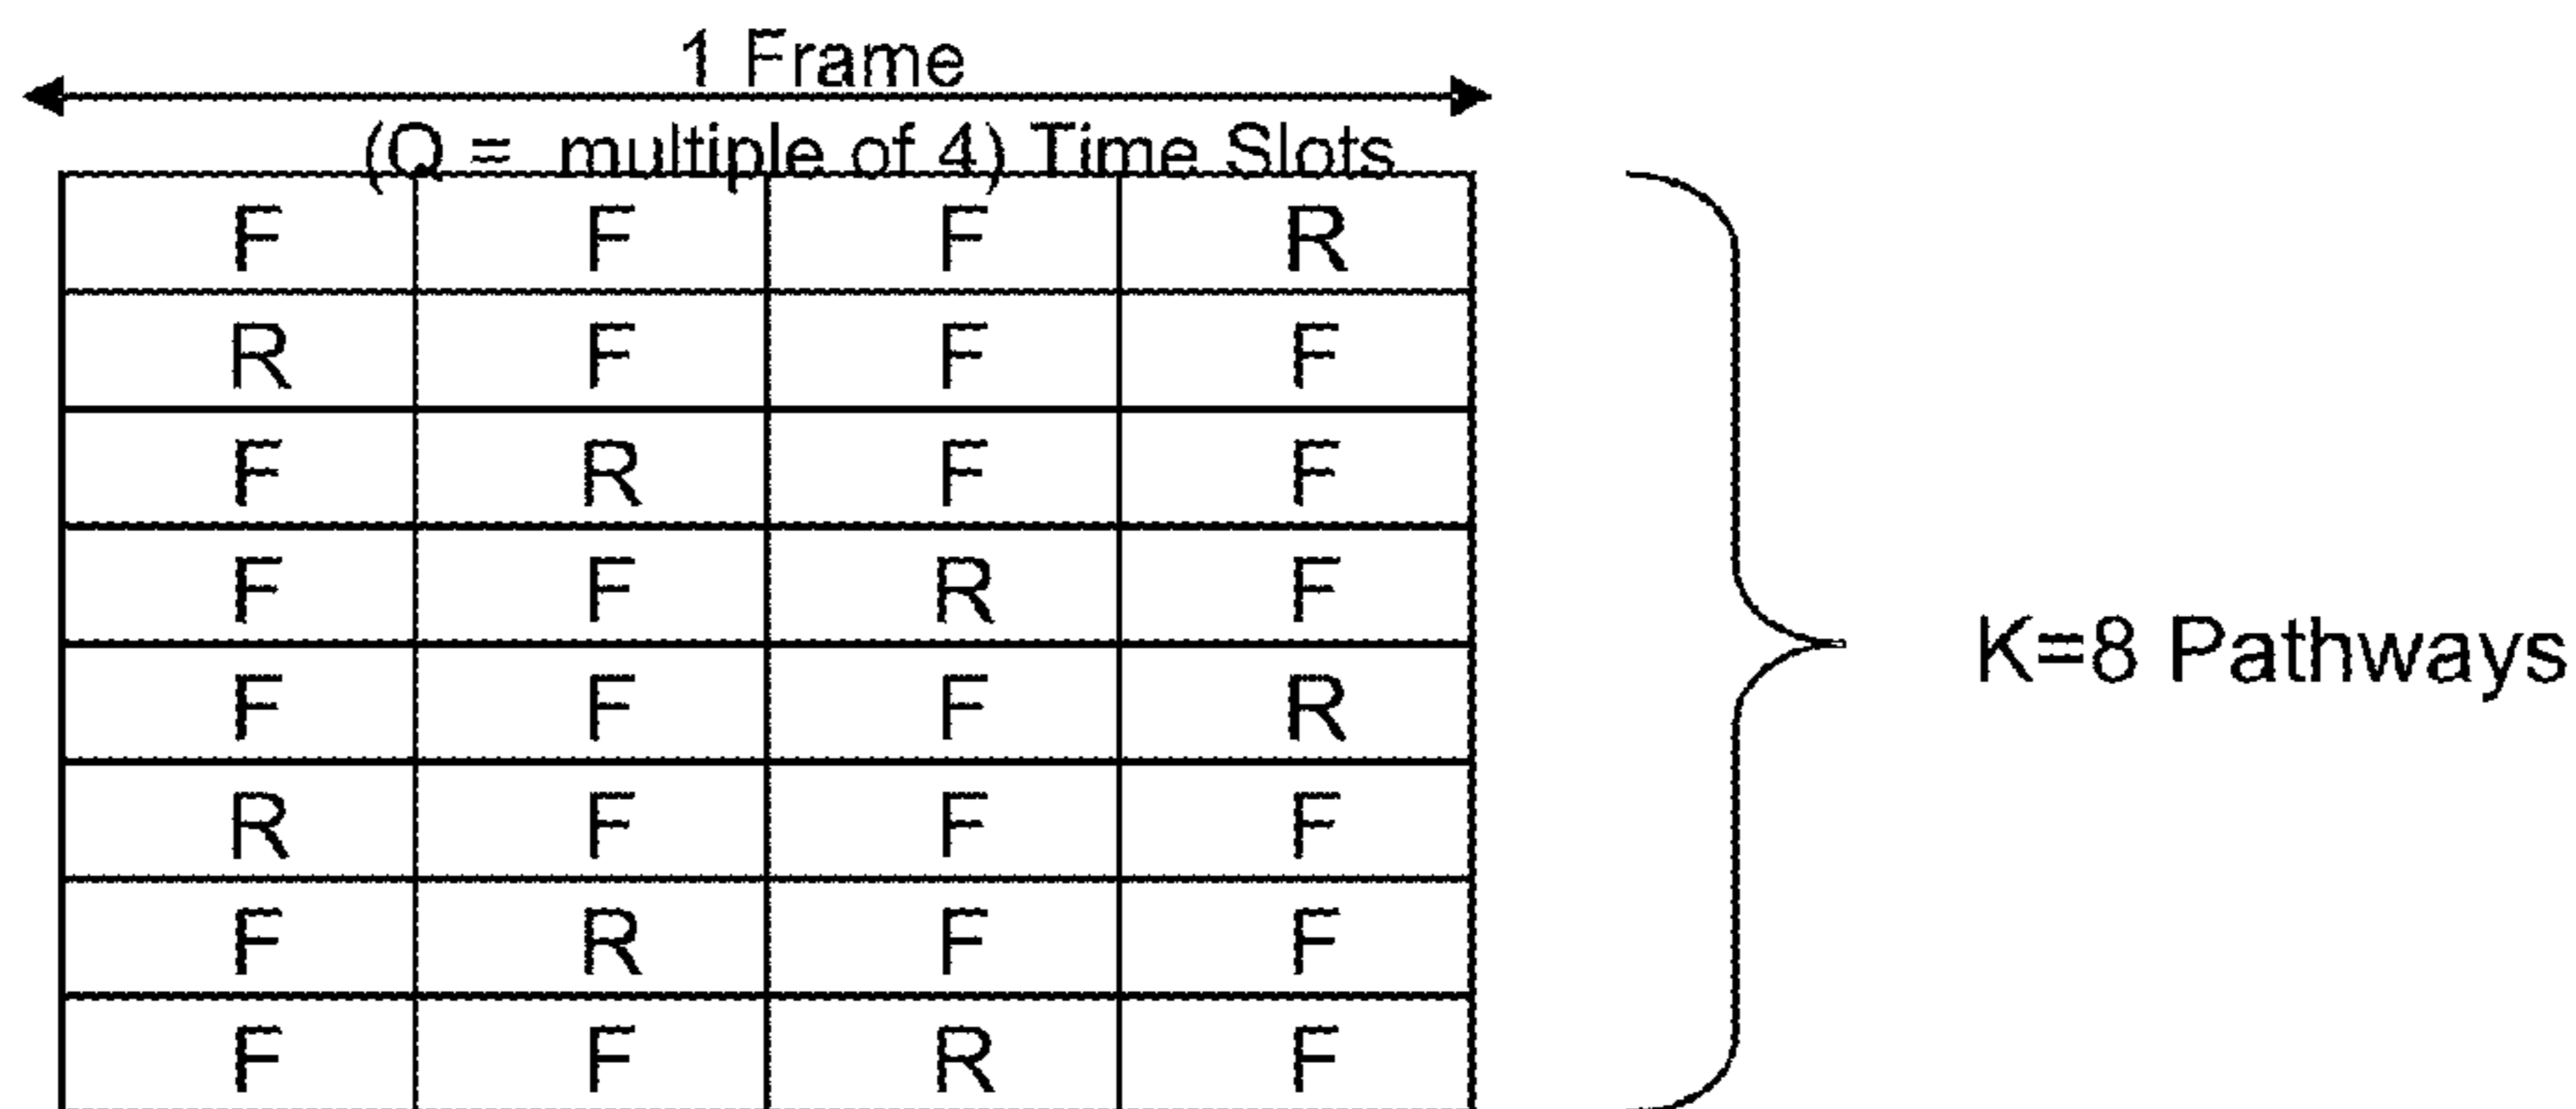 1 Frame
(Q = multiple of 4) Time Slots
F F F R
R F F F
F R F F
F F R F
F F F R
R F F F
F R F F
F F R F
K=8 Pathways